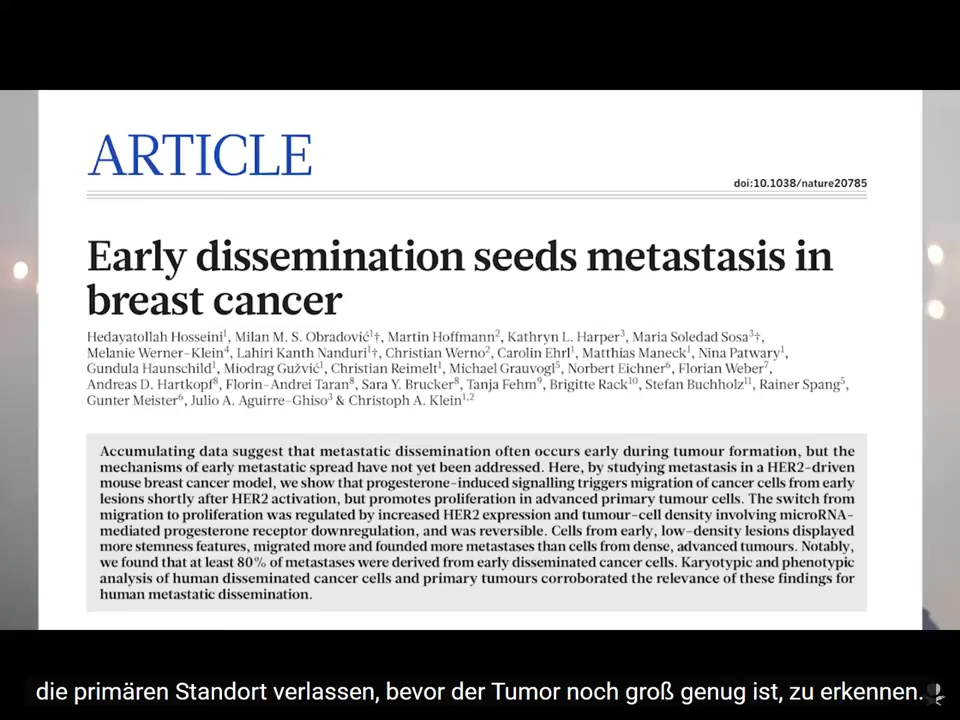 ARTICLE
doi:10.1038/nature20785
Early dissemination seeds metastasis in
breast cancer
Hedayatollah Hosseini¹, Milan M. S. Obradović¹†, Martin Hoffmann², Kathryn L. Harper³, Maria Soledad Sosa³†,
Melanie Werner-Klein⁴, Lahiri Kanth Nanduri¹†, Christian Werno², Carolin Ehrl¹, Matthias Maneck¹, Nina Patwary¹,
Gundula Haunschild¹, Miodrag Gužvić¹, Christian Reimelt¹, Michael Grauvogl⁵, Norbert Eichner⁶, Florian Weber⁷,
Andreas D. Hartkopf⁸, Florin-Andrei Taran⁸, Sara Y. Brucker⁸, Tanja Fehm⁹, Brigitte Rack¹⁰, Stefan Buchholz¹¹, Rainer Spang⁵,
Gunter Meister⁶, Julio A. Aguirre-Ghiso³ & Christoph A. Klein¹,²
Accumulating data suggest that metastatic dissemination often occurs early during tumour formation, but the
mechanisms of early metastatic spread have not yet been addressed. Here, by studying metastasis in a HER2-driven
mouse breast cancer model, we show that progesterone-induced signalling triggers migration of cancer cells from early
lesions shortly after HER2 activation, but promotes proliferation in advanced primary tumour cells. The switch from
migration to proliferation was regulated by increased HER2 expression and tumour-cell density involving microRNA-
mediated progesterone receptor downregulation, and was reversible. Cells from early, low-density lesions displayed
more stemness features, migrated more and founded more metastases than cells from dense, advanced tumours. Notably,
we found that at least 80% of metastases were derived from early disseminated cancer cells. Karyotypic and phenotypic
analysis of human disseminated cancer cells and primary tumours corroborated the relevance of these findings for
human metastatic dissemination.
die primären Standort verlassen, bevor der Tumor noch groß genug ist, zu erkennen.